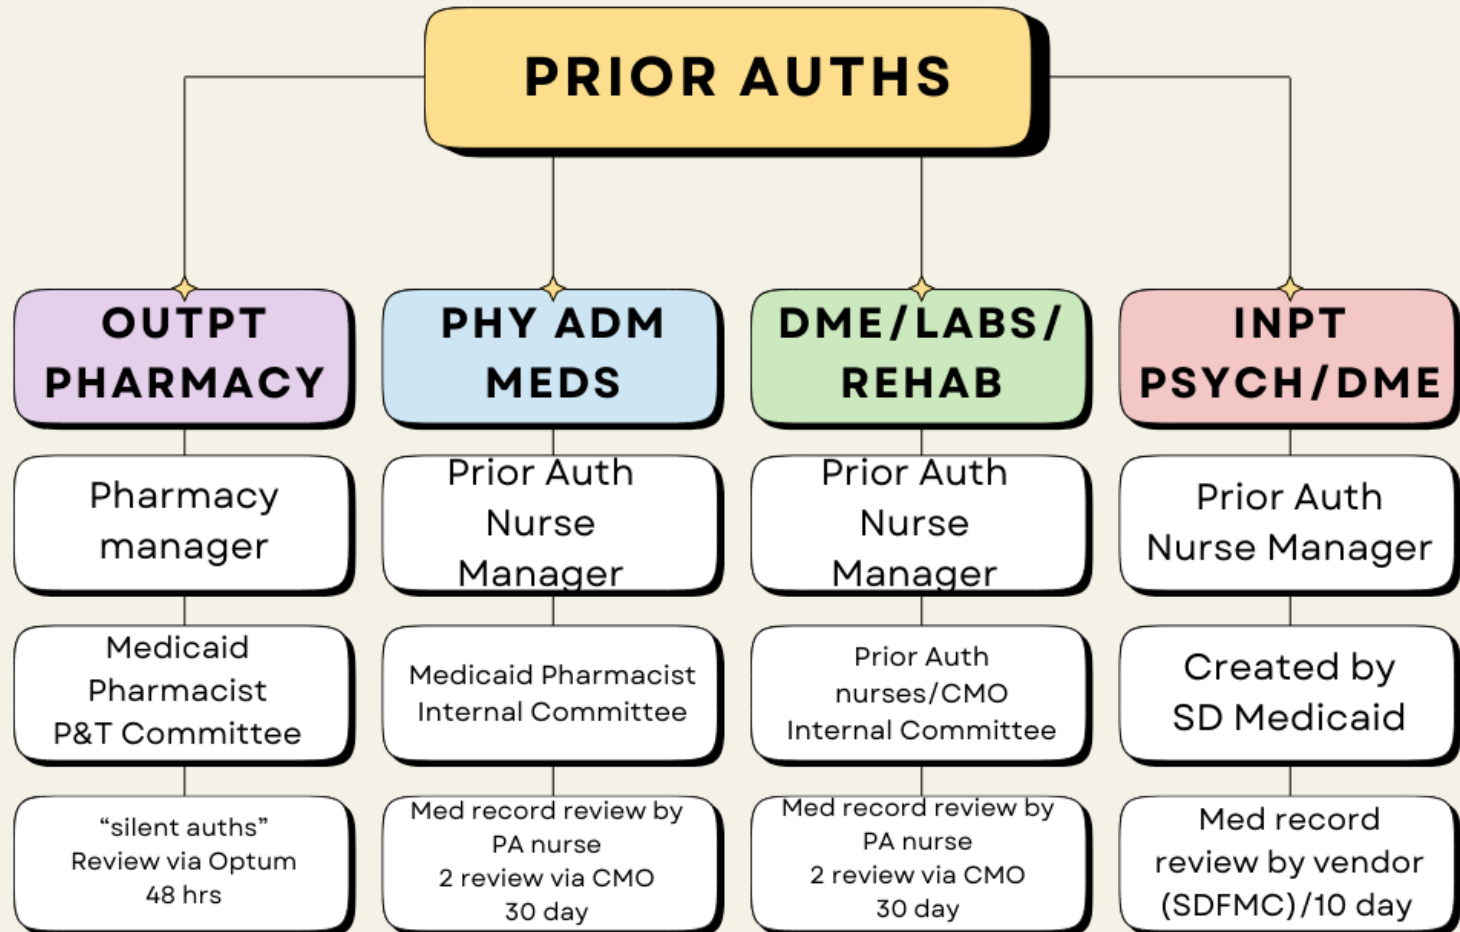 PRIOR AUTHS
OUTPT
PHARMACY
Pharmacy
manager
Medicaid
Pharmacist
P&T Committee
“silent auths”
Review via Optum
48 hrs
PHY ADM
MEDS
Prior Auth
Nurse
Manager
Medicaid Pharmacist
Internal Committee
Med record review by
PA nurse
2 review via CMO
30 day
DME/LABS/
REHAB
Prior Auth
Nurse
Manager
Prior Auth
nurses/CMO
Internal Committee
Med record review by
PA nurse
2 review via CMO
30 day
INPT
PSYCH/DME
Prior Auth
Nurse Manager
Created by
SD Medicaid
Med record
review by vendor
(SDFMC)/10 day